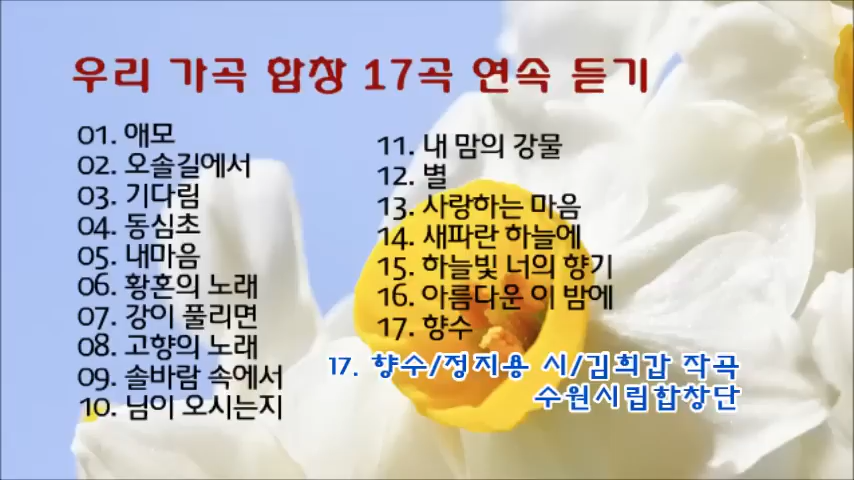 우리 가곡 합창 17곡 연속 듣기
01. 애모
02. 오솔길에서
03. 기다림
04. 동심초
05. 내마음
06. 황혼의 노래
07. 강이 풀리면
08. 고향의 노래
09. 솔바람 속에서
10. 님이 오시는지
11. 내 맘의 강물
12. 별
13. 사랑하는 마음
14. 새파란 하늘에
15. 하늘빛 너의 향기
16. 아름다운 이 밤에
17. 향수
17. 향수/정지용 시/김희갑 작곡
수원시립합창단